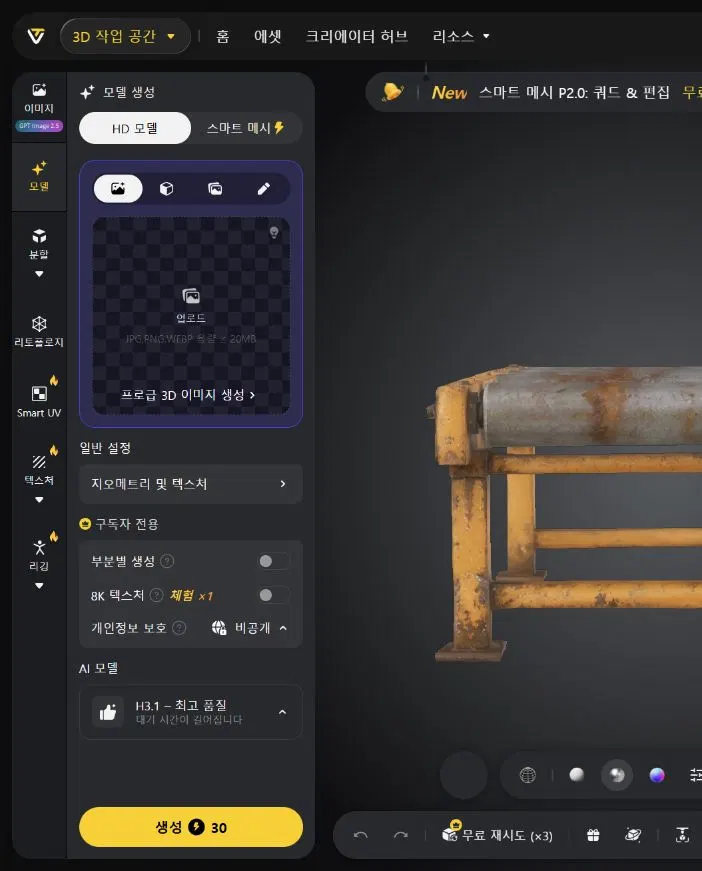 3D 작업 공간
홈
에셋
크리에이터 허브
리소스
이미지
GPT Image 2.5
모델
분할
리토폴로지
Smart UV
텍스처
리깅
모델 생성
HD 모델
스마트 메시
업로드
JPG,PNG,WEBP 용량 ≤ 20MB
프로급 3D 이미지 생성 ›
일반 설정
지오메트리 및 텍스처
구독자 전용
부분별 생성 ?
8K 텍스처 ? 체험 ×1
개인정보 보호 ? 비공개
AI 모델
H3.1 – 최고 품질
대기 시간이 길어집니다
생성 30
New 스마트 메시 P2.0: 쿼드 & 편집 무료
무료 재시도 (×3)